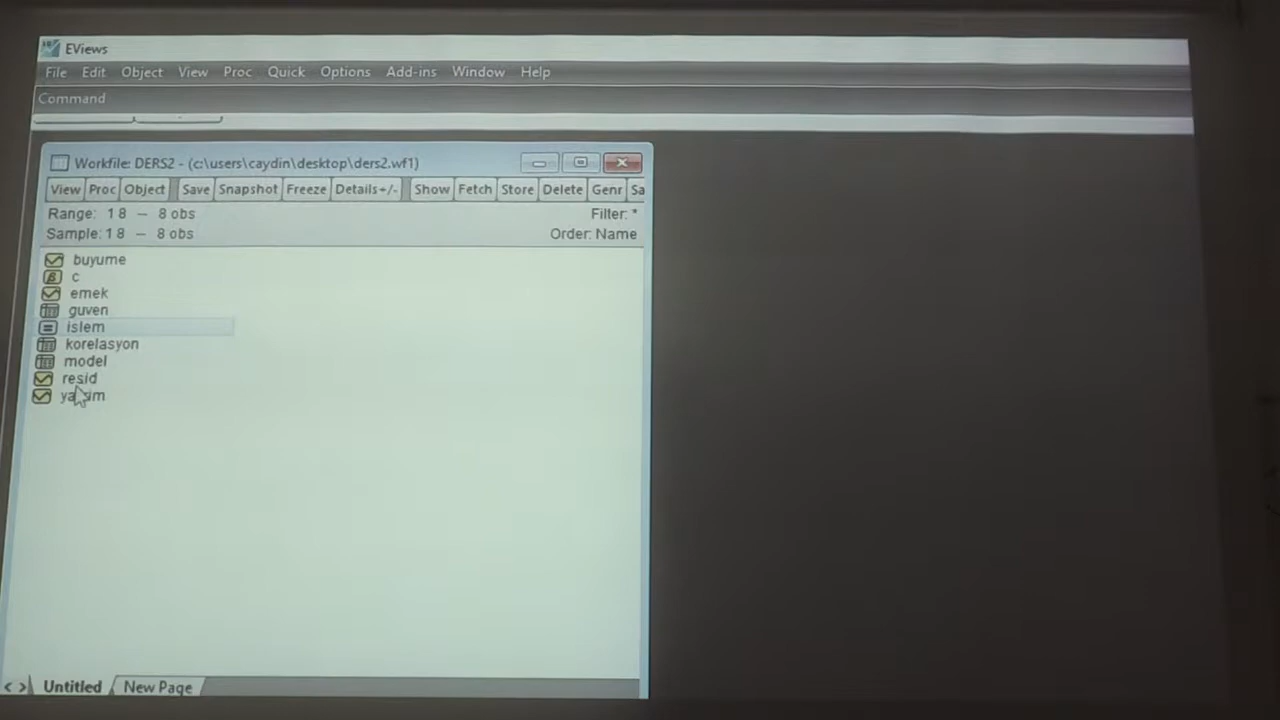 EViews
File Edit Object View Proc Quick Options Add-ins Window Help
Command
Workfile: DERS2 - (c:\users\caydin\desktop\ders2.wf1)
View Proc Object Save Snapshot Freeze Details+/- Show Fetch Store Delete Genr Sa
Range: 1 8 — 8 obs Filter: *
Sample: 1 8 — 8 obs Order: Name
buyume
c
emek
guven
islem
korelasyon
model
resid
Untitled New Page